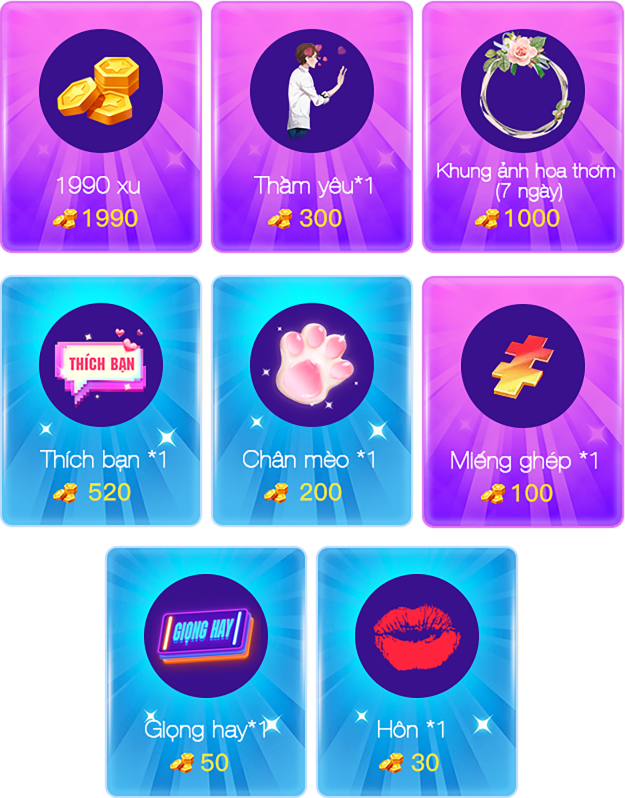 1990 xu
1990
Thầm yêu*1
300
Khung ảnh hoa thơm
(7 ngày)
1000
THÍCH BẠN
Thích bạn *1
520
Chân mèo *1
200
Miếng ghép *1
100
GIỌNG HAY
Giọng hay*1
50
Hôn *1
30